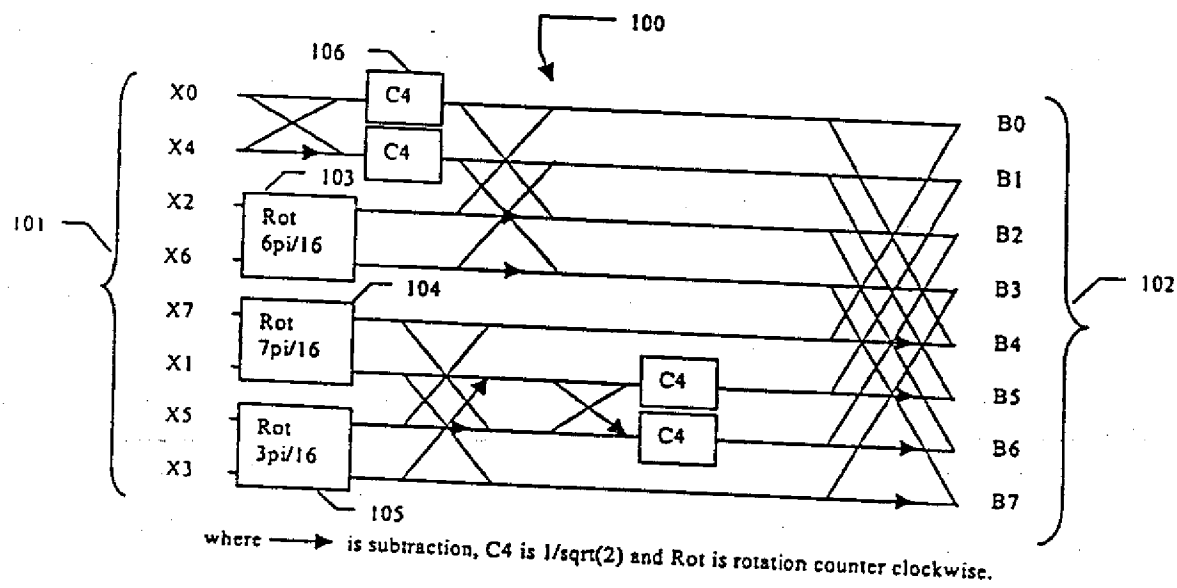 100
106
X0
C4
B0
X4
C4
B1
103
X2
Rot
6pi/16
B2
101
X6
B3
102
104
X7
Rot
7pi/16
B4
X1
C4
B5
X5
Rot
3pi/16
C4
B6
X3
B7
105
where is subtraction, C4 is 1/sqrt(2) and Rot is rotation counter clockwise.